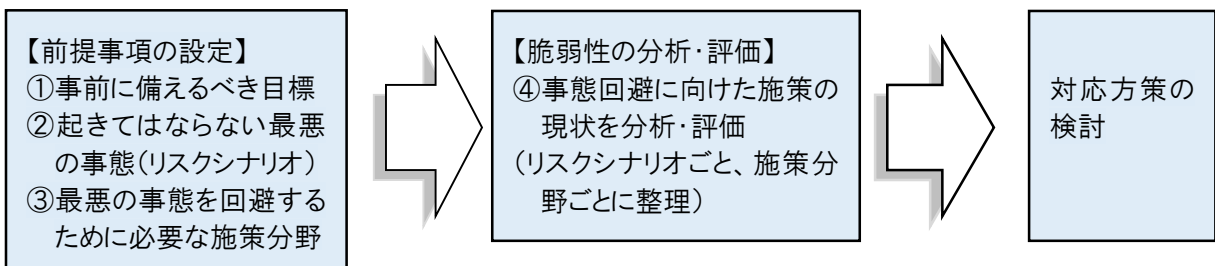 【前提事項の設定】
①事前に備えるべき目標
②起きてはならない最悪
の事態(リスクシナリオ)
③最悪の事態を回避する
ために必要な施策分野
【脆弱性の分析・評価】
④事態回避に向けた施策の
現状を分析・評価
(リスクシナリオごと、施策分
野ごとに整理)
対応方策の
検討